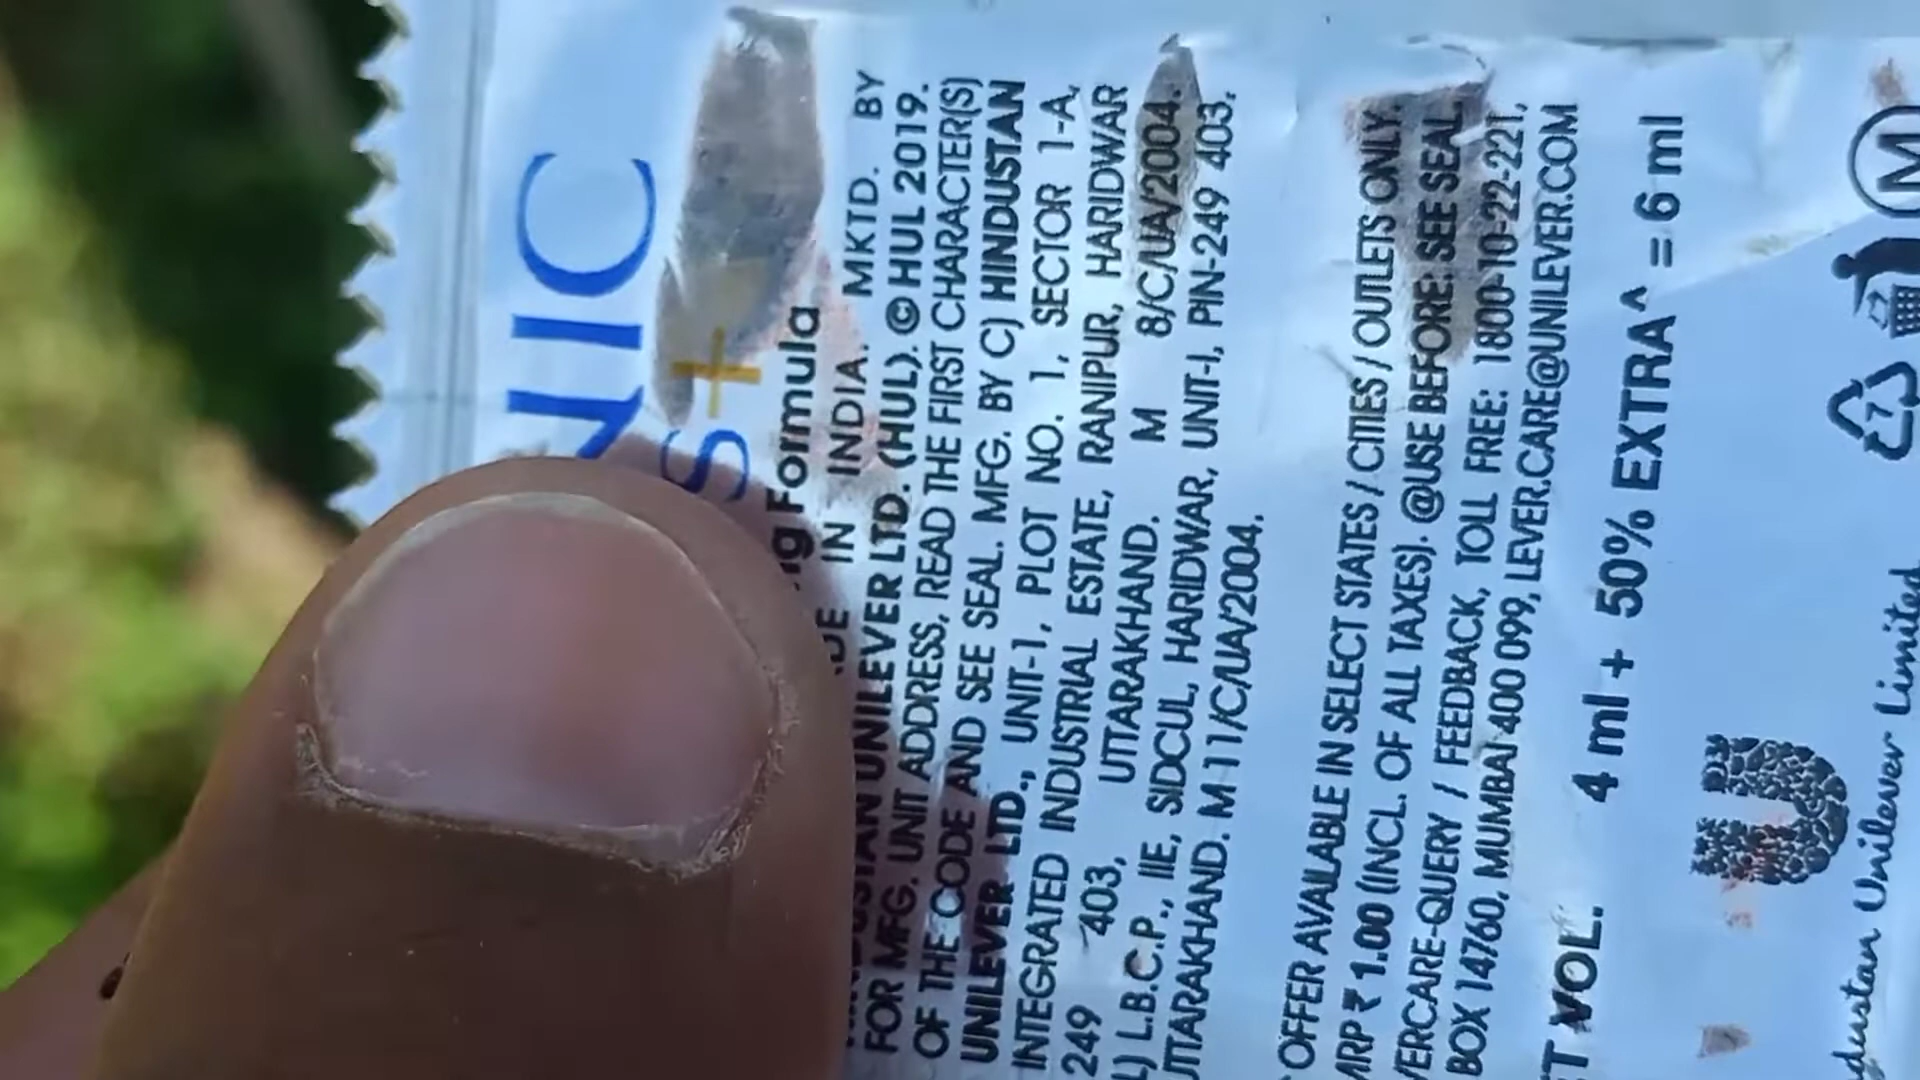 NIC
S+
Formula
IN INDIA. MKTD. BY
UNILEVER LTD. (HUL). © HUL 2019.
FOR MFG. UNIT ADDRESS, READ THE FIRST CHARACTER(S)
OF THE CODE AND SEE SEAL. MFG. BY C) HINDUSTAN
UNILEVER LTD., UNIT-1, PLOT NO. 1, SECTOR 1-A,
INTEGRATED INDUSTRIAL ESTATE, RANIPUR, HARIDWAR
249 403, UTTARAKHAND. M 8/C/UA/2004.
L) L.B.C.P., IIE, SIDCUL, HARIDWAR, UNIT-I, PIN-249 403,
UTTARAKHAND. M 11/C/UA/2004.
^ OFFER AVAILABLE IN SELECT STATES / CITIES / OUTLETS ONLY.
MRP ₹ 1.00 (INCL. OF ALL TAXES). @USE BEFORE: SEE SEAL.
VERCARE-QUERY / FEEDBACK, TOLL FREE: 1800-10-22-221,
BOX 14760, MUMBAI 400 099, LEVER.CARE@UNILEVER.COM
ET VOL. 4 ml + 50% EXTRA^ = 6 ml
M
7
dustan Unilever Limited